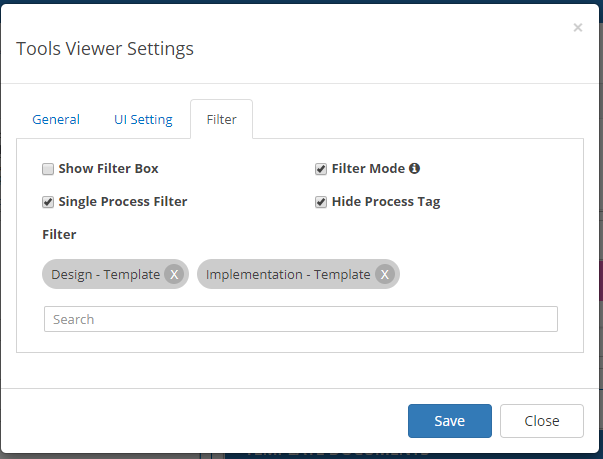 ×
Tools Viewer Settings
General UI Setting Filter
Show Filter Box Filter Mode
Single Process Filter Hide Process Tag
Filter
Design - Template X Implementation - Template X
Search
Save Close